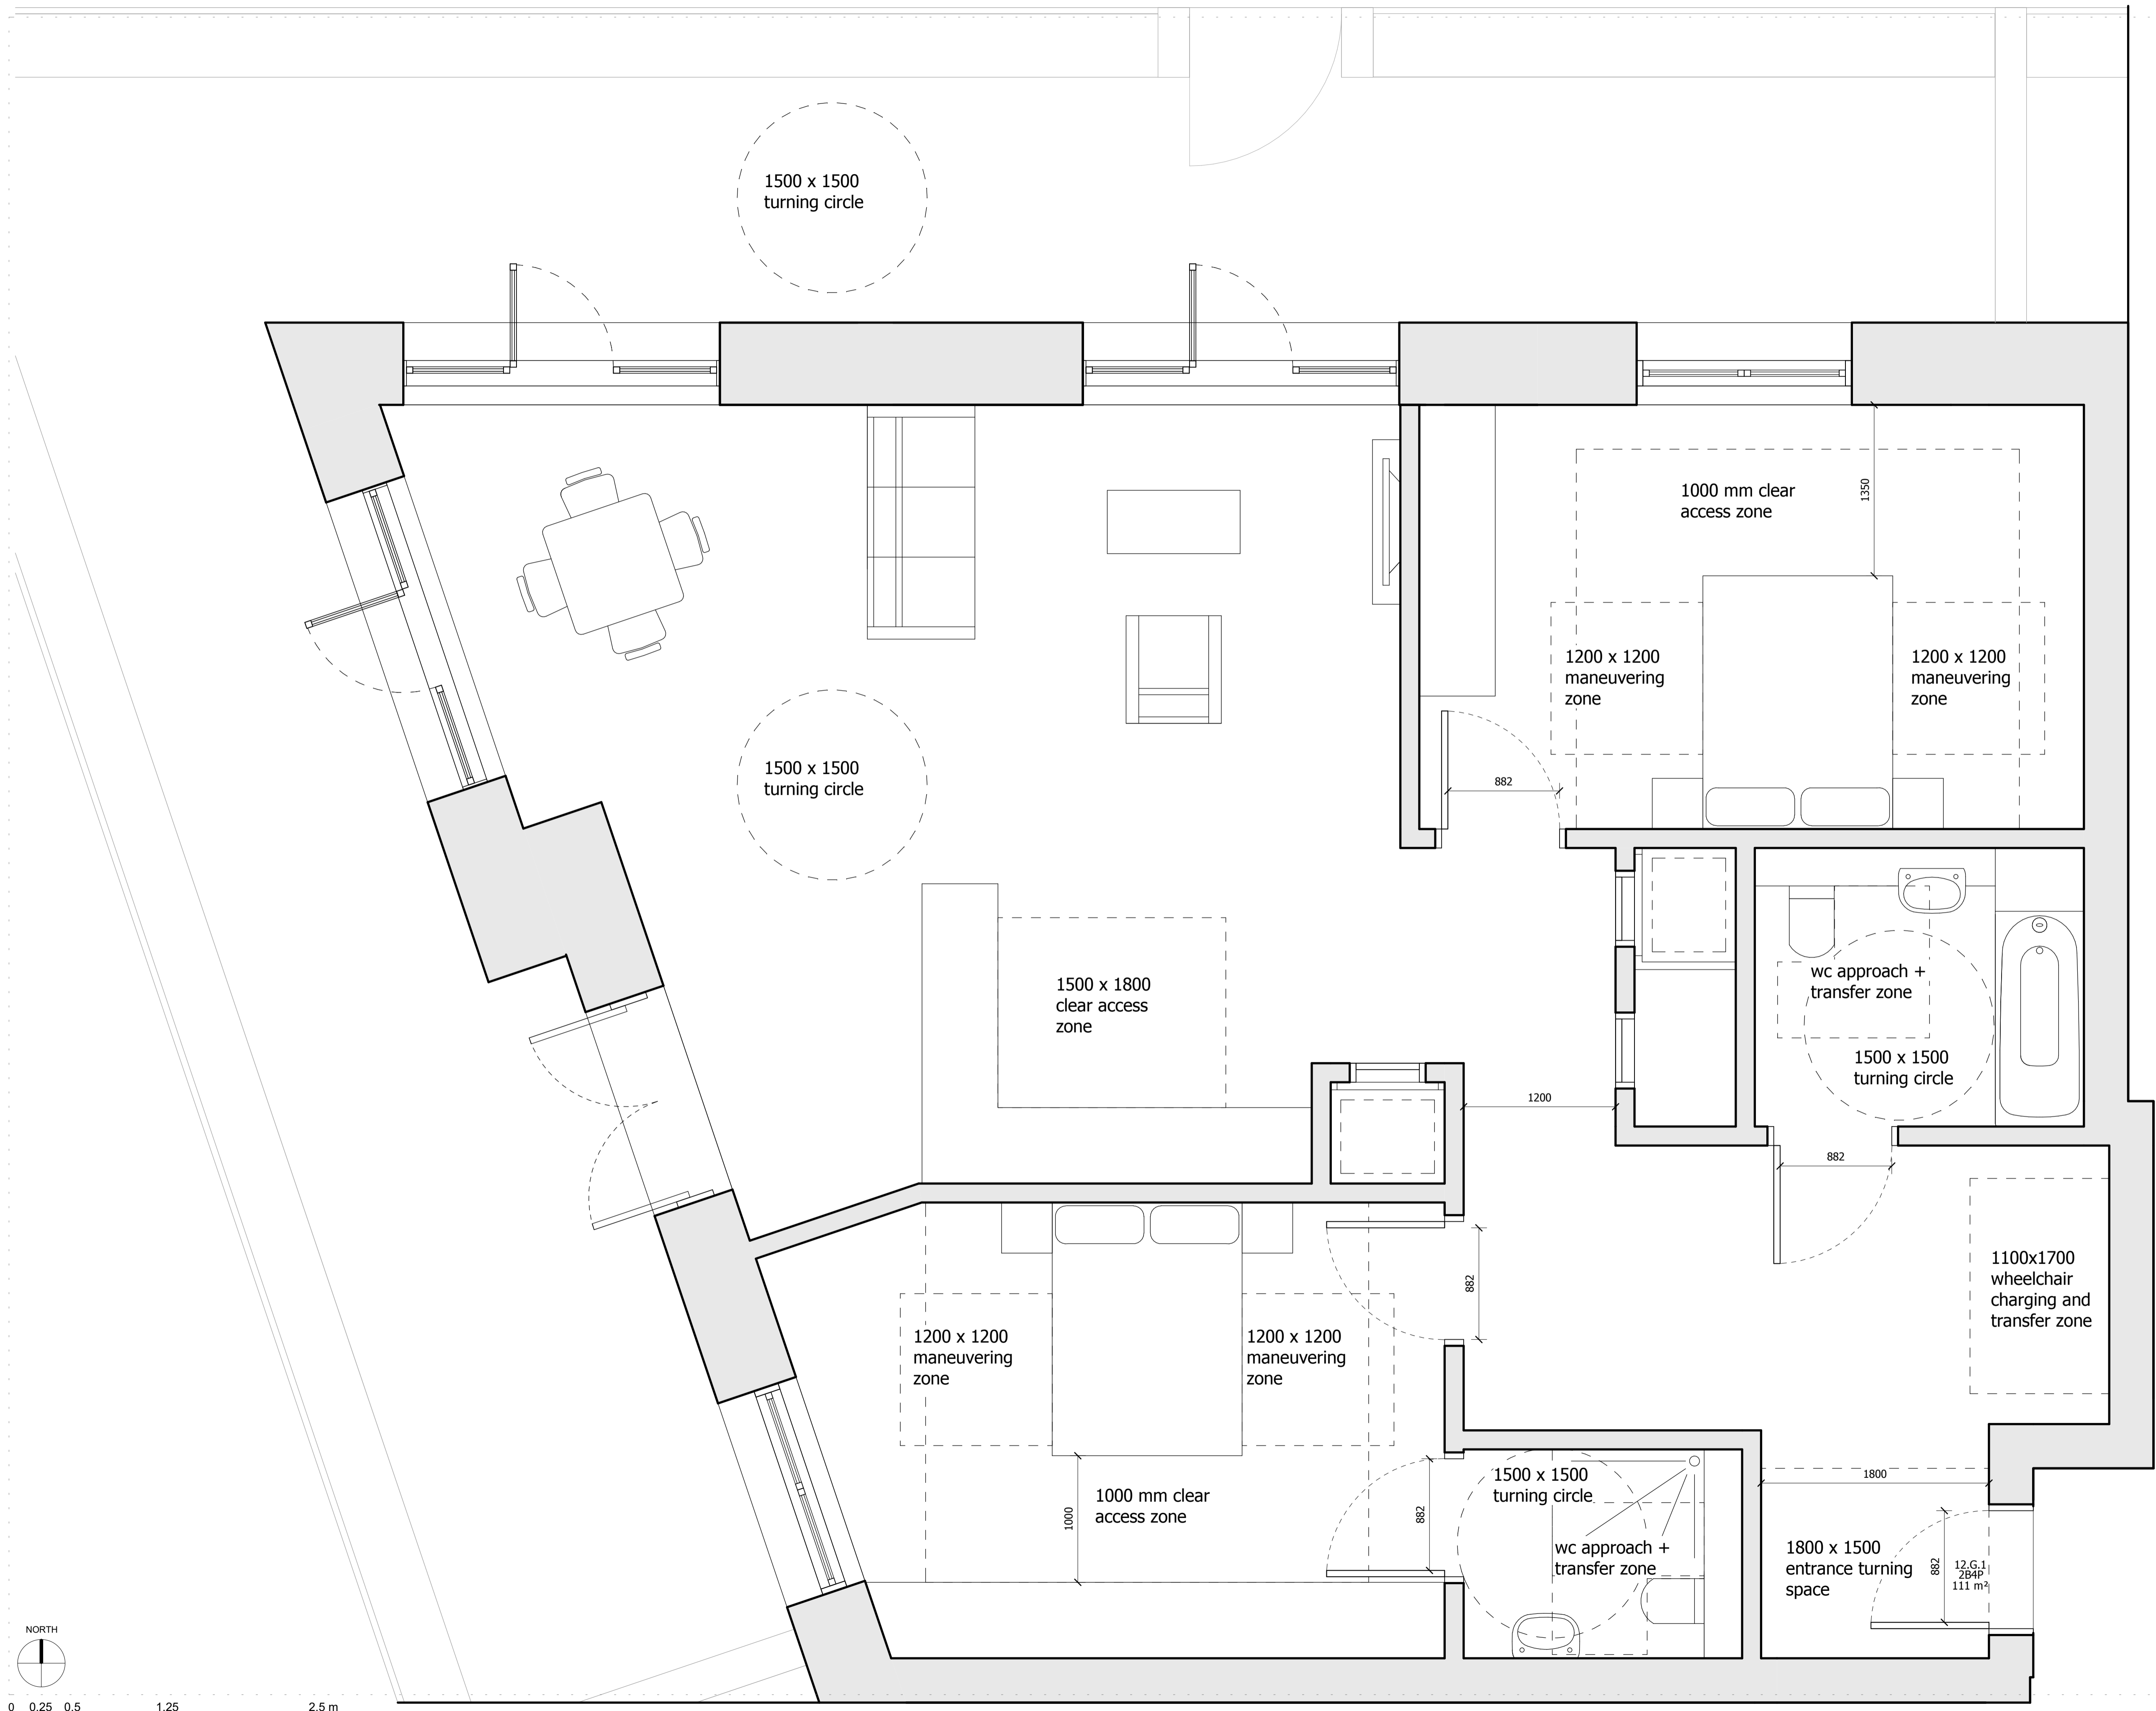 1500 x 1500
turning circle
1000 mm clear
access zone
1350
1200 x 1200
maneuvering
zone
1200 x 1200
maneuvering
zone
1500 x 1500
turning circle
882
1500 x 1800
clear access
zone
wc approach +
transfer zone
1500 x 1500
turning circle
1200
882
1100x1700
wheelchair
charging and
transfer zone
882
1200 x 1200
maneuvering
zone
1200 x 1200
maneuvering
zone
1000 mm clear
access zone
1000
882
1500 x 1500
turning circle
wc approach +
transfer zone
1800
1800 x 1500
entrance turning
space
882
12.G.1
2B4P
111 m²
NORTH
0 0.25 0.5 1.25 2.5 m